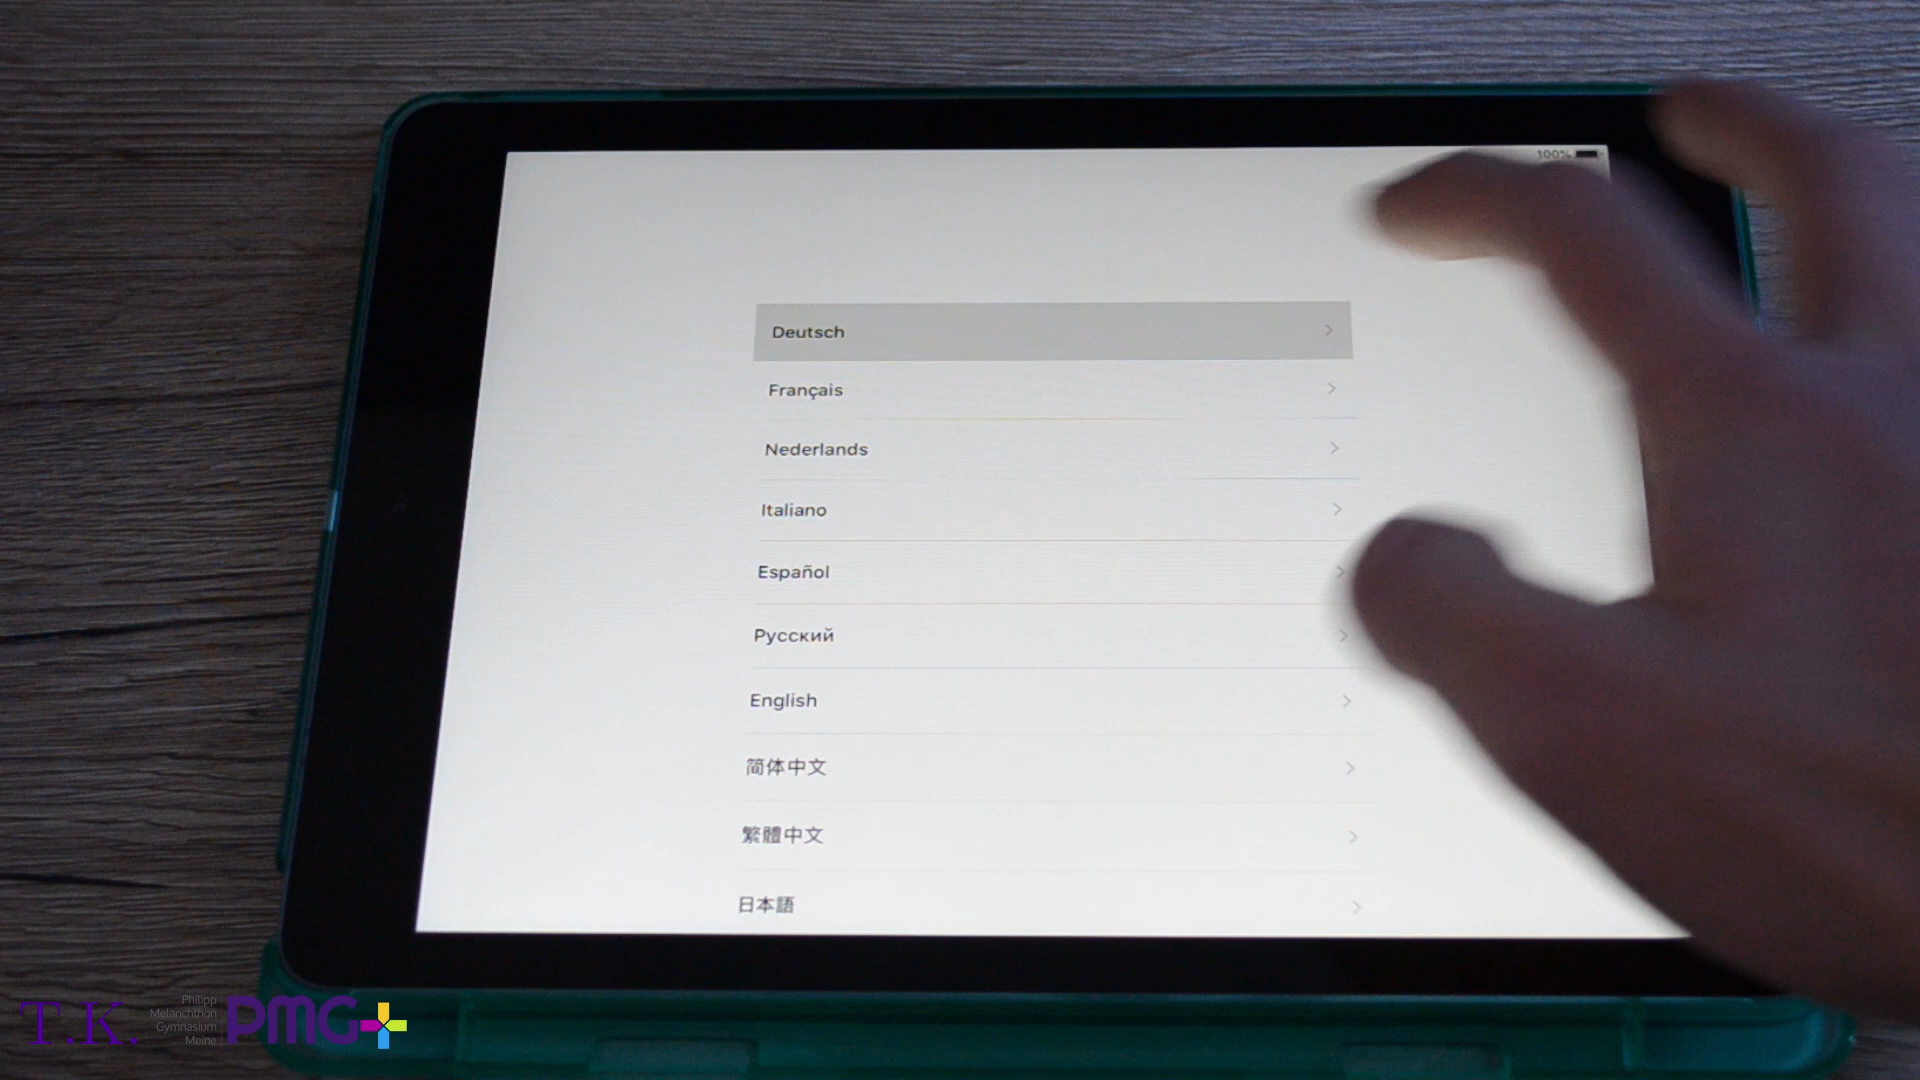 100%
Deutsch
Français
Nederlands
Italiano
Español
Русский
English
简体中文
繁體中文
日本語
T.K.
Philipp
Melanchthon
Gymnasium
Meine
PMG+